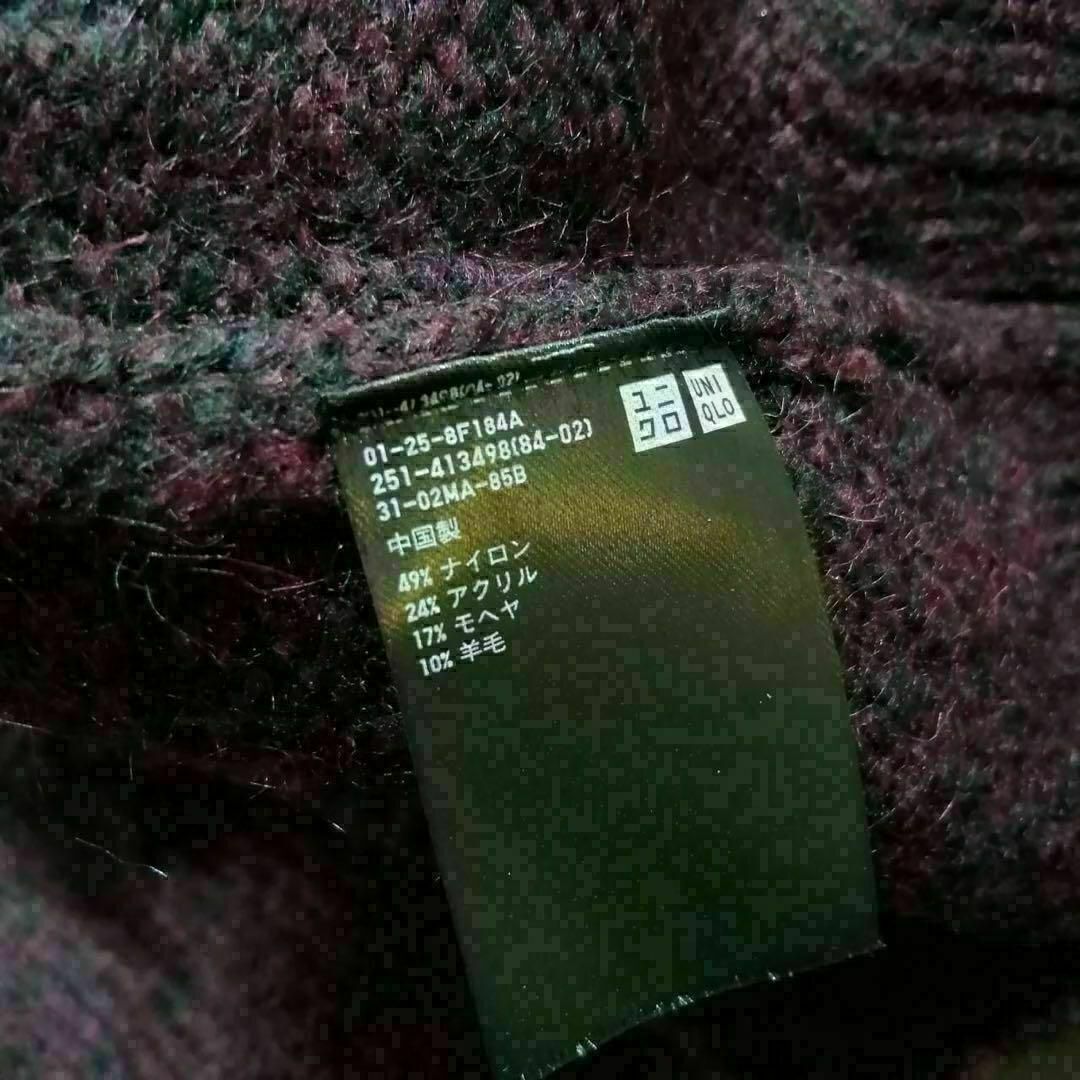 ユニ
クロ
UNI
QLO
01-25-8F184A
251-413498(84-02)
31-02MA-85B
中国製
49% ナイロン
24% アクリル
17% モヘヤ
10% 羊毛